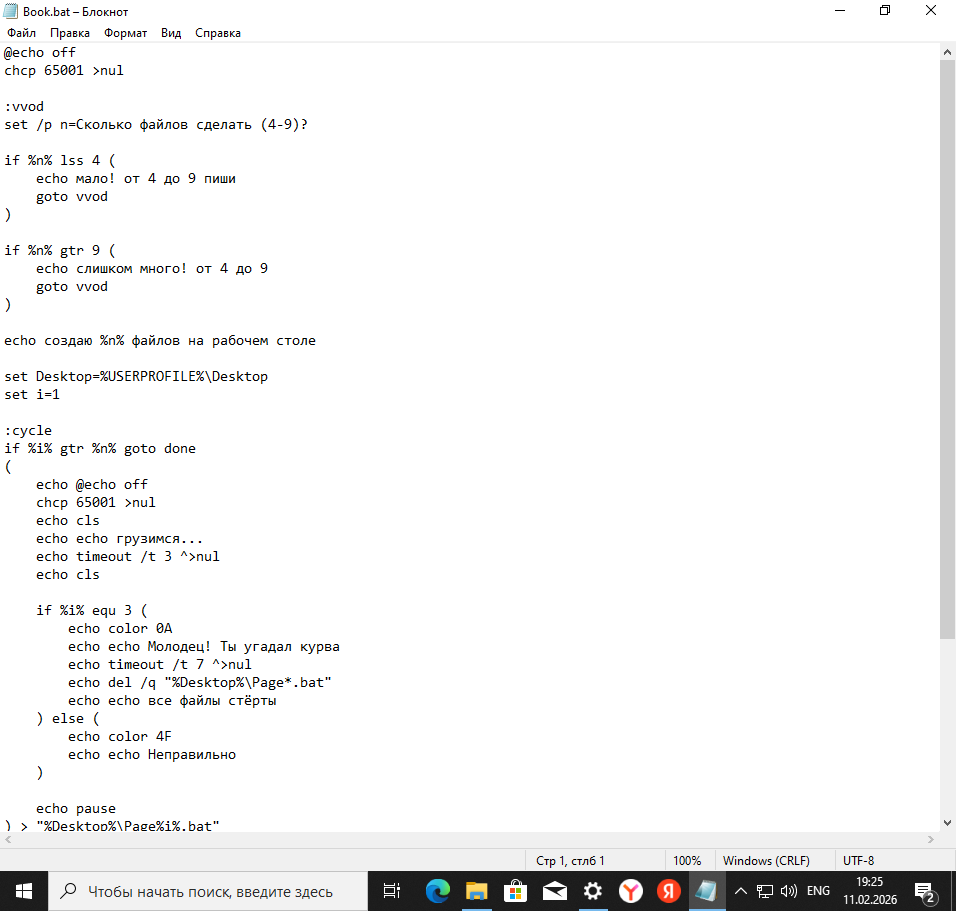 Book.bat – Блокнот
Файл Правка Формат Вид Справка
@echo off
chcp 65001 >nul

:vvod
set /p n=Сколько файлов сделать (4-9)?

if %n% lss 4 (
    echo мало! от 4 до 9 пиши
    goto vvod
)

if %n% gtr 9 (
    echo слишком много! от 4 до 9
    goto vvod
)

echo создаю %n% файлов на рабочем столе

set Desktop=%USERPROFILE%\Desktop
set i=1

:cycle
if %i% gtr %n% goto done
(
    echo @echo off
    chcp 65001 >nul
    echo cls
    echo echo грузимся...
    echo timeout /t 3 ^>nul
    echo cls

    if %i% equ 3 (
        echo color 0A
        echo echo Молодец! Ты угадал курва
        echo timeout /t 7 ^>nul
        echo del /q "%Desktop%\Page*.bat"
        echo echo все файлы стёрты
    ) else (
        echo color 4F
        echo echo Неправильно
    )

    echo pause
) > "%Desktop%\Page%i%.bat"
Стр 1, стлб 1 100% Windows (CRLF) UTF-8
Чтобы начать поиск, введите здесь
Я
ENG
19:25
11.02.2026
2